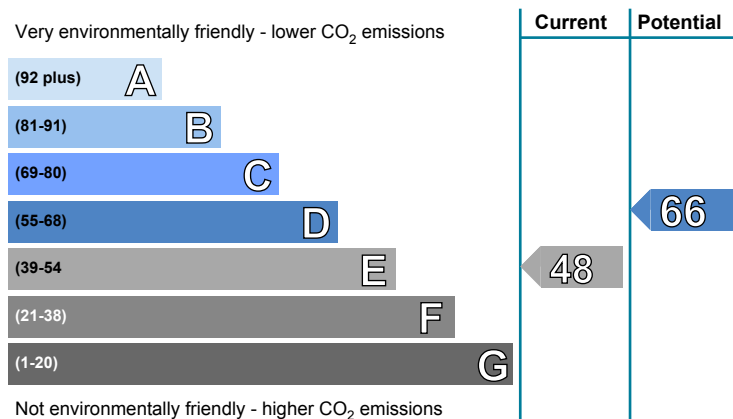 Very environmentally friendly - lower CO2 emissions
Current Potential
(92 plus) A
(81-91) B
(69-80) C
(55-68) D
66
(39-54 E
48
(21-38) F
(1-20) G
Not environmentally friendly - higher CO2 emissions